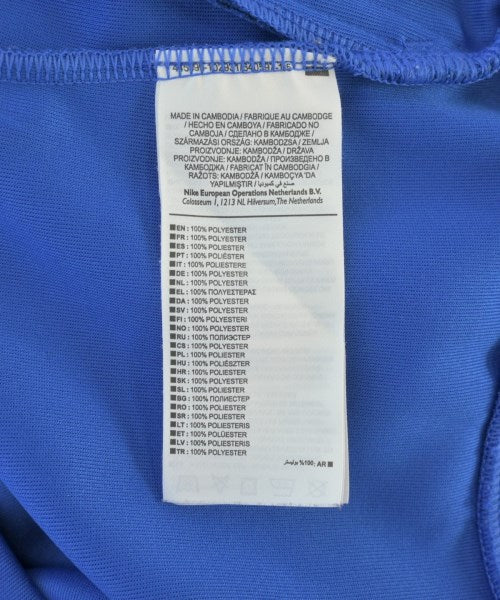 MADE IN CAMBODIA / FABRIQUE AU CAMBODGE
/ HECHO EN CAMBOYA / FABRICADO NO
CAMBOJA / СДЕЛАНО В КАМБОДЖЕ /
SZÁRMAZÁSI ORSZÁG: KAMBODZSA / ZEMLJA
PROIZVODNJE: KAMBODŽA / DRŽAVA
PROIZVODNJE: KAMBODŽA / ПРОИЗВЕДЕНО В
КАМБОДЖА / FABRICAT ÎN CAMBODGIA /
RAŽOTS: KAMBODŽĀ / KAMBOÇYA'DA
YAPILMIŞTIR / صنع في كمبوديا
Nike European Operations Netherlands B.V.
Colosseum 1, 1213 NL Hilversum, The Netherlands
EN: 100% POLYESTER
FR: 100% POLYESTER
ES: 100% POLIÉSTER
PT: 100% POLIÉSTER
IT: 100% POLIESTERE
DE: 100% POLYESTER
NL: 100% POLYESTER
EL: 100% ΠΟΛΥΕΣΤΕΡΑΣ
DA: 100% POLYESTER
SV: 100% POLYESTER
FI: 100% POLYESTERI
NO: 100% POLYESTER
RU: 100% ПОЛИЭСТЕР
CS: 100% POLYESTER
PL: 100% POLIESTER
HU: 100% POLIÉSZTER
HR: 100% POLIESTER
SK: 100% POLYESTER
SL: 100% POLIESTER
BG: 100% ПОЛИЕСТЕР
RO: 100% POLIESTER
SR: 100% POLIESTER
LT: 100% POLIESTERIS
ET: 100% POLÜESTER
LV: 100% POLIESTERIS
TR: 100% POLYESTER
AR: 100% بوليستر